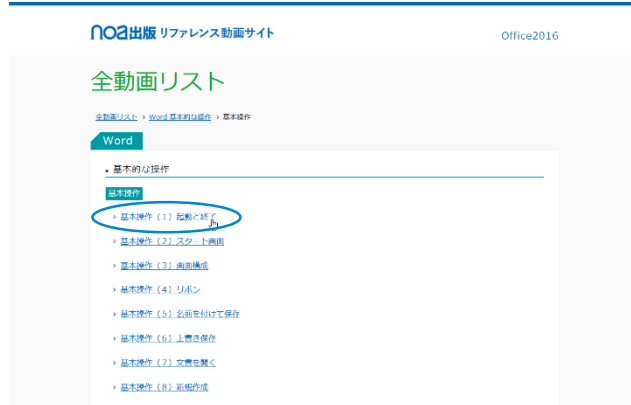 noa出版 リファレンス動画サイト
Office2016
全動画リスト
全動画リスト › Word 基本的な操作 › 基本操作
Word
・基本的な操作
基本操作
› 基本操作（1）起動と終了
› 基本操作（2）スタート画面
› 基本操作（3）画面構成
› 基本操作（4）リボン
› 基本操作（5）名前を付けて保存
› 基本操作（6）上書き保存
› 基本操作（7）文書を開く
› 基本操作（8）新規作成